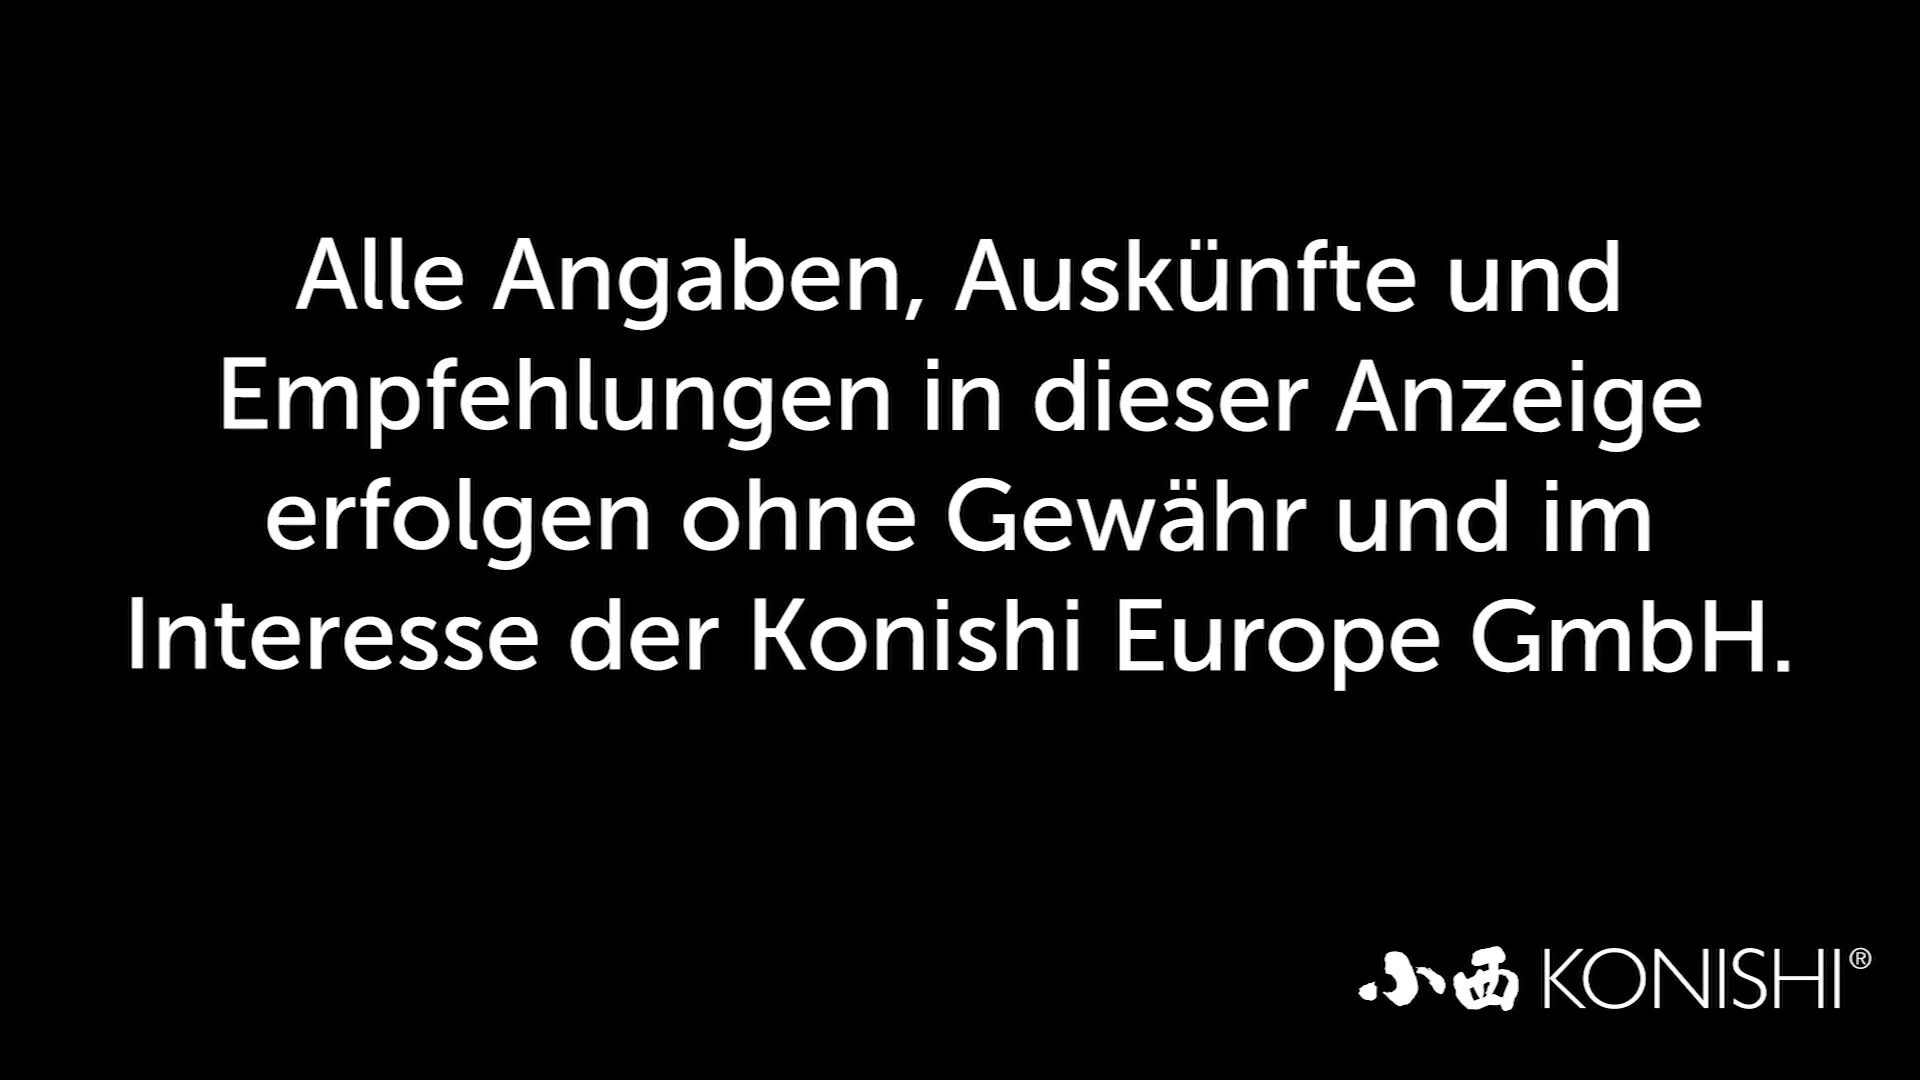 Alle Angaben, Auskünfte und
Empfehlungen in dieser Anzeige
erfolgen ohne Gewähr und im
Interesse der Konishi Europe GmbH.
小西 KONISHI®